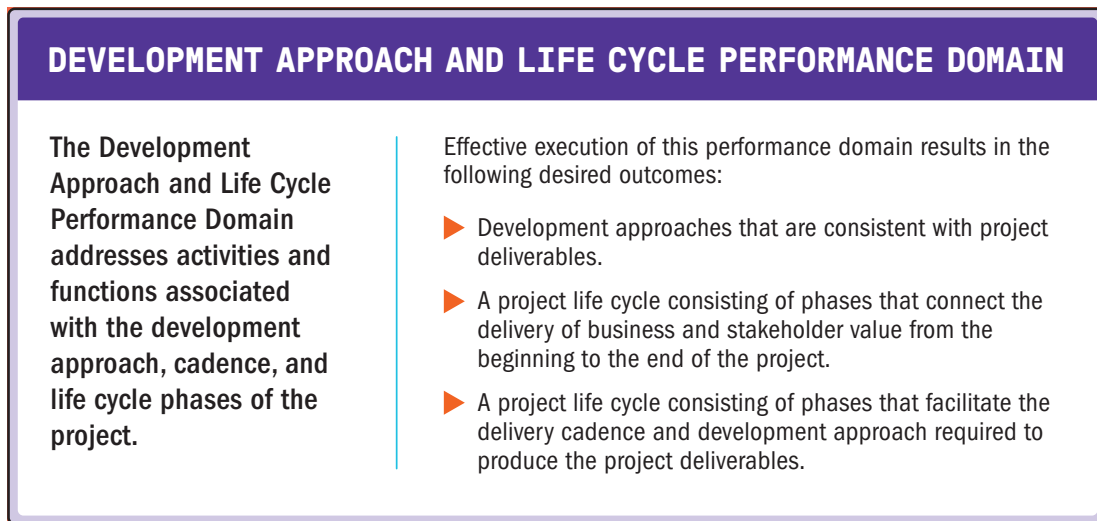 DEVELOPMENT APPROACH AND LIFE CYCLE PERFORMANCE DOMAIN
The Development
Approach and Life Cycle
Performance Domain
addresses activities and
functions associated
with the development
approach, cadence, and
life cycle phases of the
project.
Effective execution of this performance domain results in the
following desired outcomes:
Development approaches that are consistent with project
deliverables.
A project life cycle consisting of phases that connect the
delivery of business and stakeholder value from the
beginning to the end of the project.
A project life cycle consisting of phases that facilitate the
delivery cadence and development approach required to
produce the project deliverables.